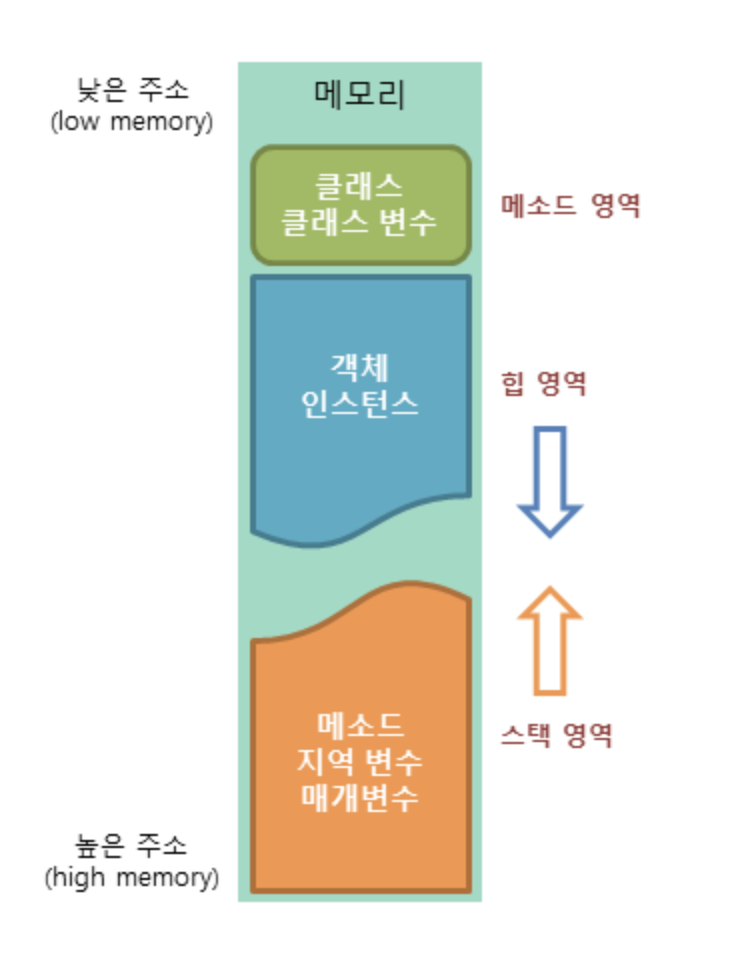 낮은 주소
(low memory)
메모리
클래스
클래스 변수
메소드 영역
객체
인스턴스
힙 영역
메소드
지역 변수
매개변수
스택 영역
높은 주소
(high memory)